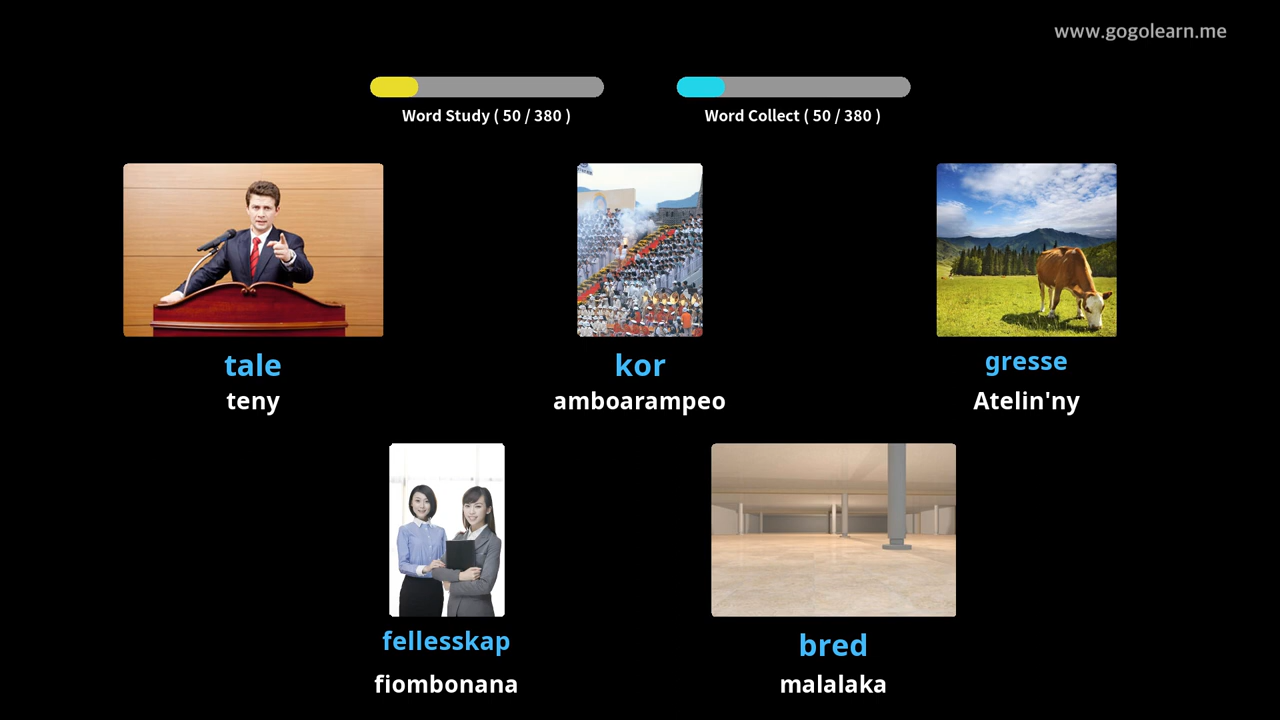 www.gogolearn.me
Word Study ( 50 / 380 )
Word Collect ( 50 / 380 )
tale
teny
kor
amboarampeo
gresse
Atelin'ny
fellesskap
fiombonana
bred
malalaka